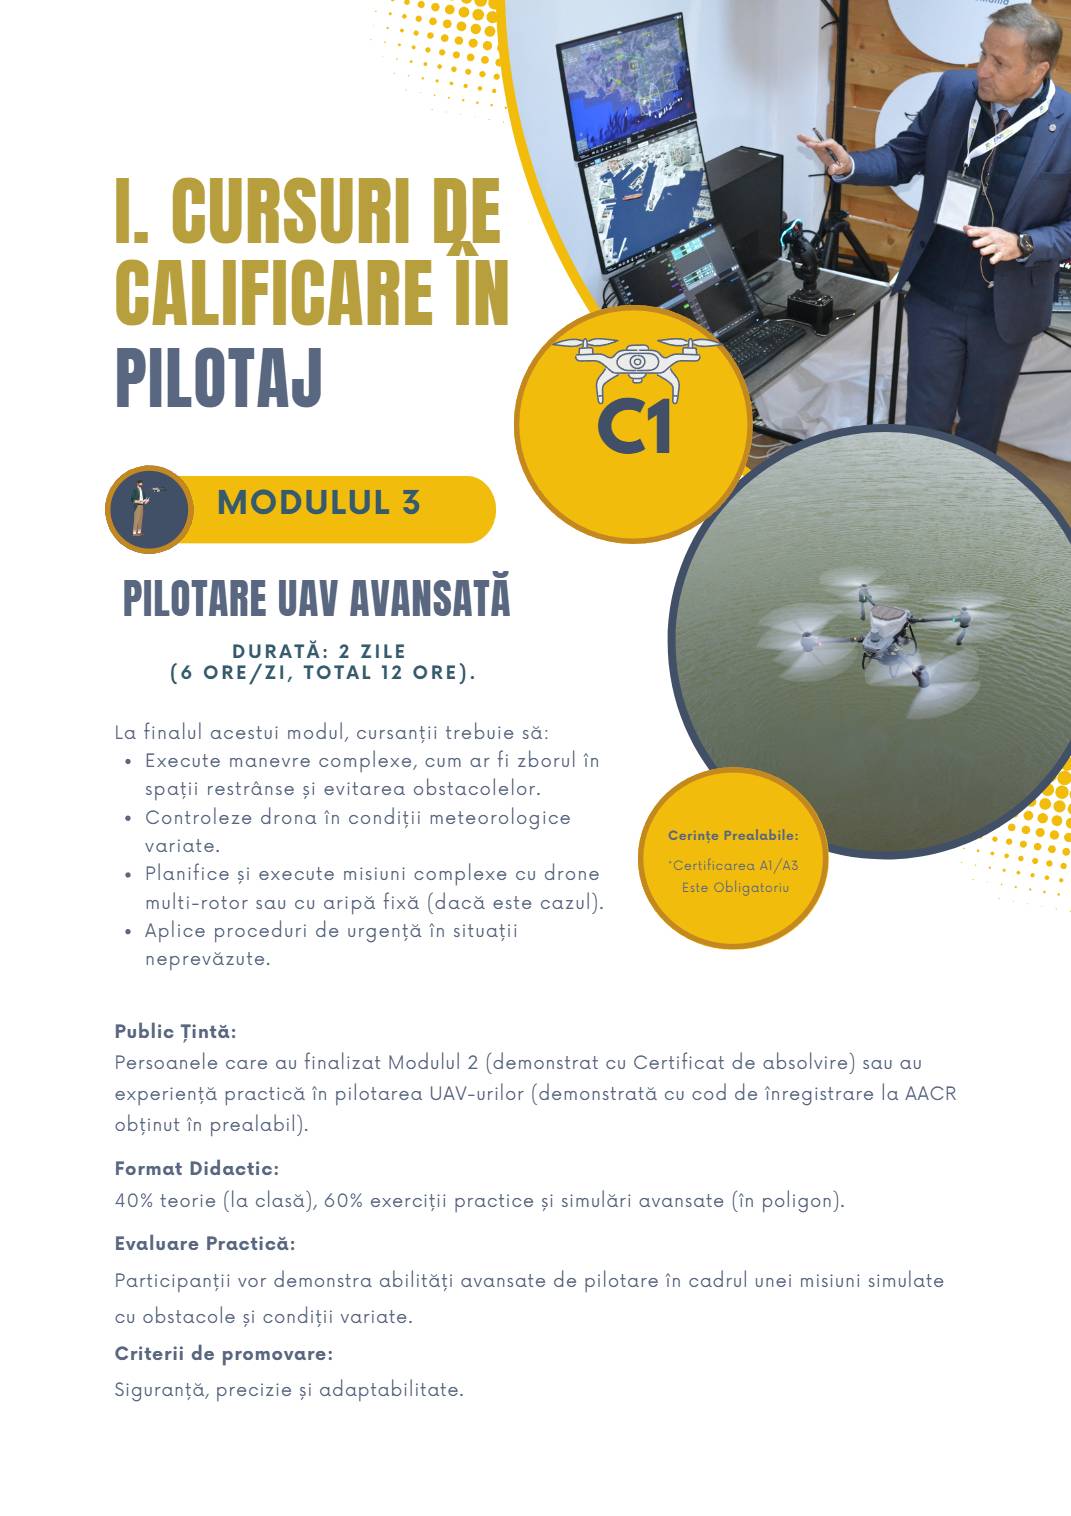 I. CURSURI DE
CALIFICARE ÎN
PILOTAJ
C1
MODULUL 3
PILOTARE UAV AVANSATĂ
DURATĂ: 2 ZILE
(6 ORE/ZI, TOTAL 12 ORE).
La finalul acestui modul, cursanții trebuie să:
• Execute manevre complexe, cum ar fi zborul în
spații restrânse și evitarea obstacolelor.
• Controleze drona în condiții meteorologice
variate.
• Planifice și execute misiuni complexe cu drone
multi-rotor sau cu aripă fixă (dacă este cazul).
• Aplice proceduri de urgență în situații
neprevăzute.
Cerințe Prealabile:
*Certificarea A1/A3
Este Obligatoriu
Public Țintă:
Persoanele care au finalizat Modulul 2 (demonstrat cu Certificat de absolvire) sau au
experiență practică în pilotarea UAV-urilor (demonstrată cu cod de înregistrare la AACR
obținut în prealabil).
Format Didactic:
40% teorie (la clasă), 60% exerciții practice și simulări avansate (în poligon).
Evaluare Practică:
Participanții vor demonstra abilități avansate de pilotare în cadrul unei misiuni simulate
cu obstacole și condiții variate.
Criterii de promovare:
Siguranță, precizie și adaptabilitate.